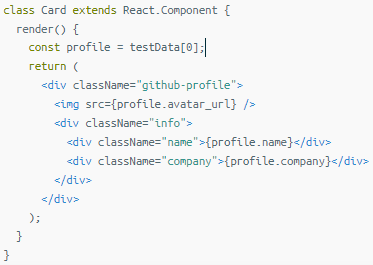 class Card extends React.Component {
  render() {
    const profile = testData[0];
    return (
      <div className="github-profile">
        <img src={profile.avatar_url} />
        <div className="info">
          <div className="name">{profile.name}</div>
          <div className="company">{profile.company}</div>
        </div>
      </div>
    );
  }
}